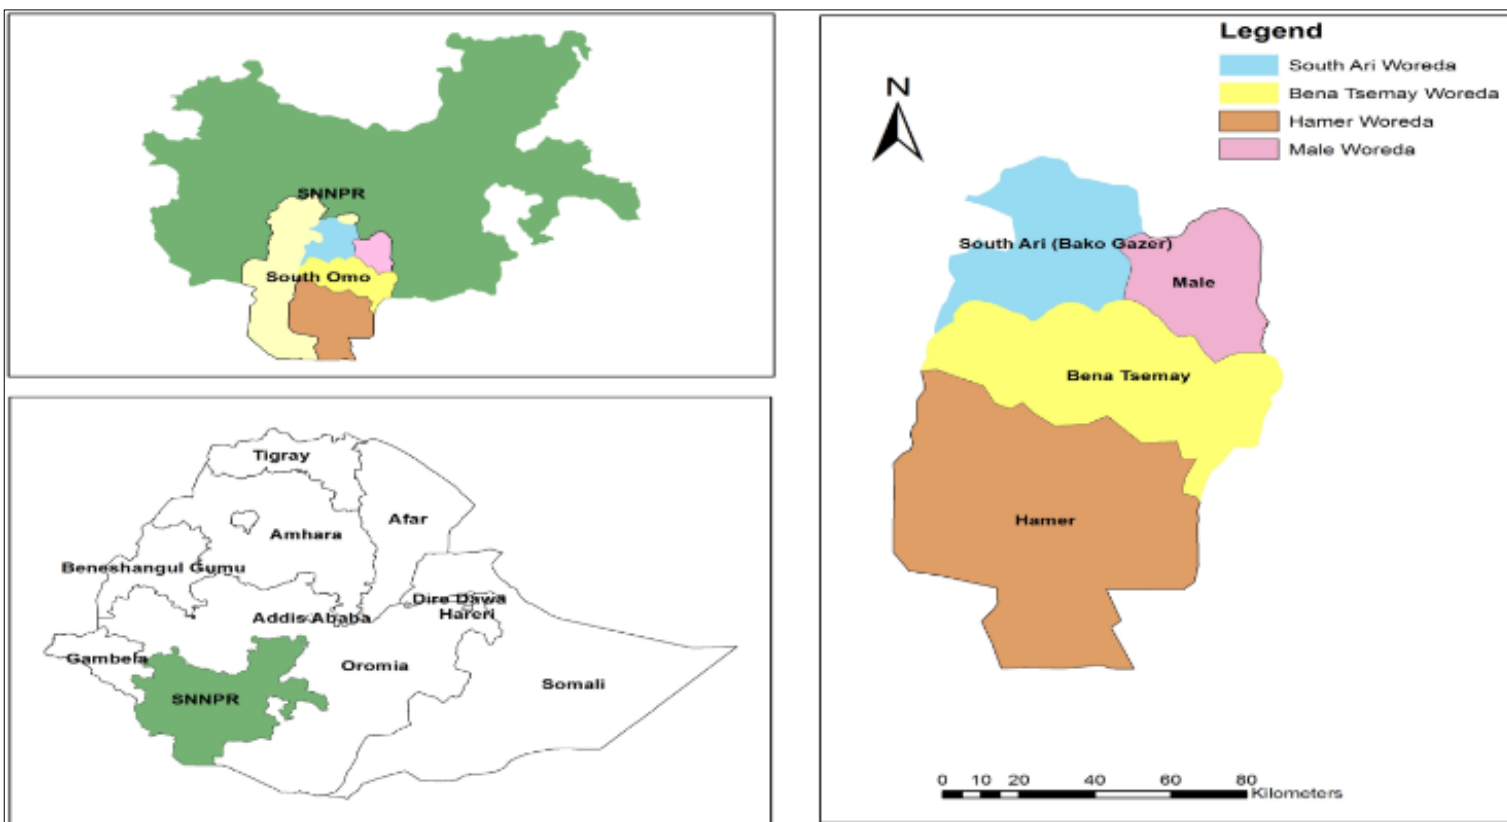 SNNPR
South Omo
Tigray
Afar
Amhara
Beneshangul Gumu
Dire Dawa
Hareri
Addis Ababa
Gambela
Oromia
Somali
SNNPR
Legend
South Ari Woreda
Bena Tsemay Woreda
Hamer Woreda
Male Woreda
N
South Ari (Bako Gazer)
Male
Bena Tsemay
Hamer
0 10 20 40 60 80
Kilometers